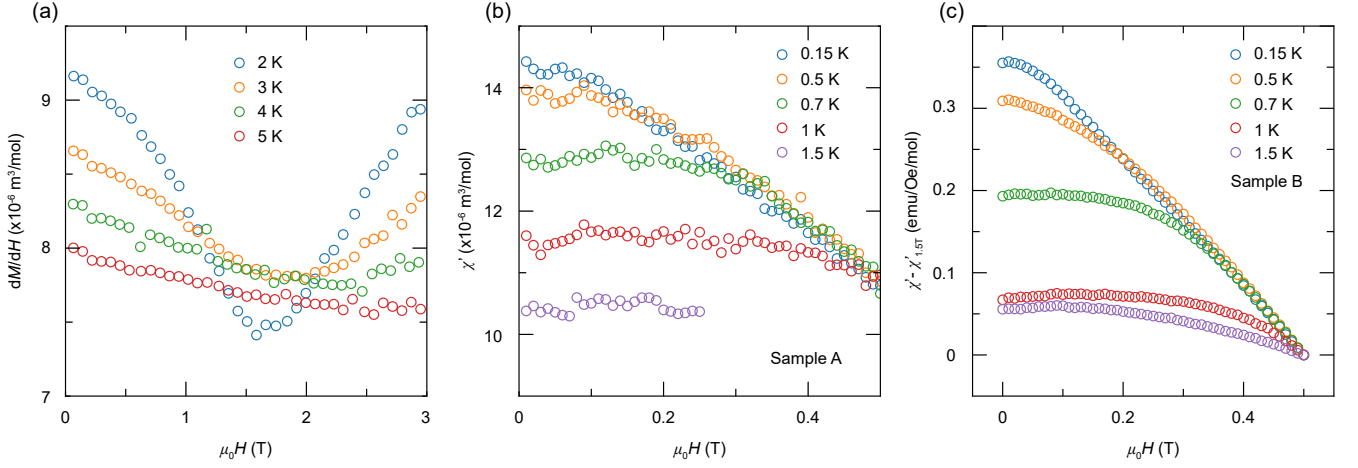 (a)
dM/dH (x10⁻⁶ m³/mol)
9
8
7
2 K
3 K
4 K
5 K
0
1
2
3
μ₀H (T)
(b)
χ' (x10⁻⁶ m³/mol)
14
12
10
0.15 K
0.5 K
0.7 K
1 K
1.5 K
Sample A
0
0.2
0.4
μ₀H (T)
(c)
χ' - χ'₁.₅T (emu/Oe/mol)
0.3
0.2
0.1
0
0.15 K
0.5 K
0.7 K
1 K
1.5 K
Sample B
0
0.2
0.4
μ₀H (T)